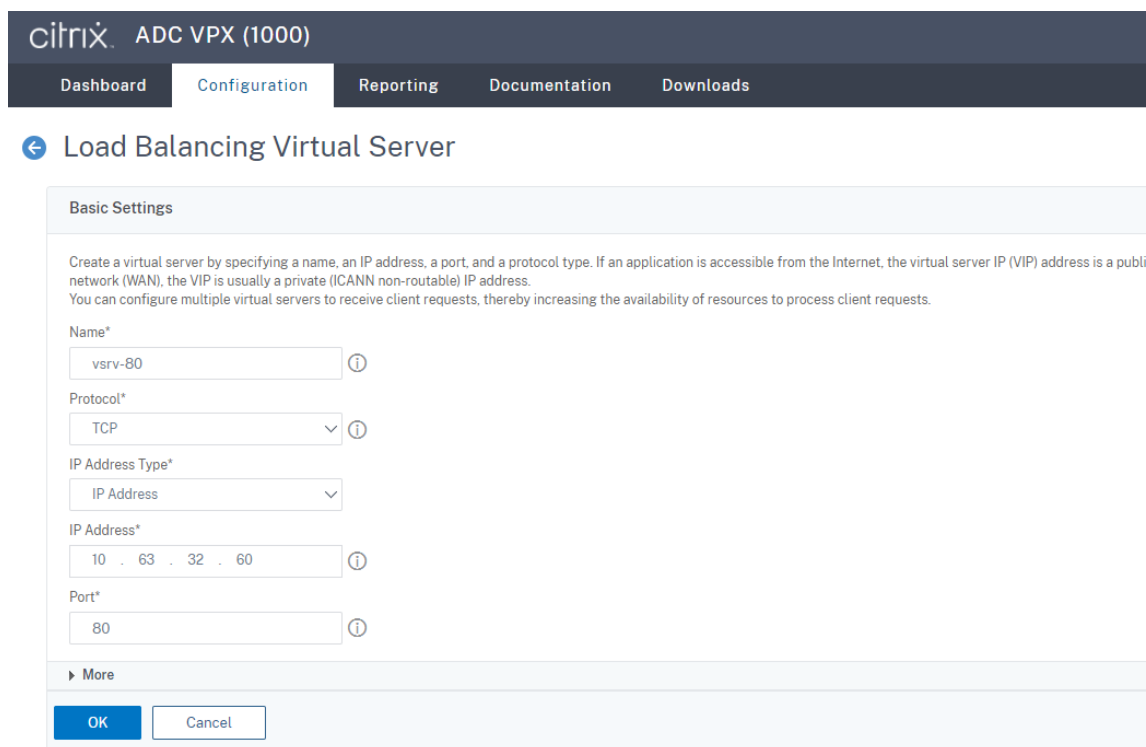 citrix. ADC VPX (1000)
Dashboard Configuration Reporting Documentation Downloads
Load Balancing Virtual Server
Basic Settings
Create a virtual server by specifying a name, an IP address, a port, and a protocol type. If an application is accessible from the Internet, the virtual server IP (VIP) address is a publi
network (WAN), the VIP is usually a private (ICANN non-routable) IP address.
You can configure multiple virtual servers to receive client requests, thereby increasing the availability of resources to process client requests.
Name*
vsrv-80
Protocol*
TCP
IP Address Type*
IP Address
IP Address*
10 . 63 . 32 . 60
Port*
80
More
OK Cancel